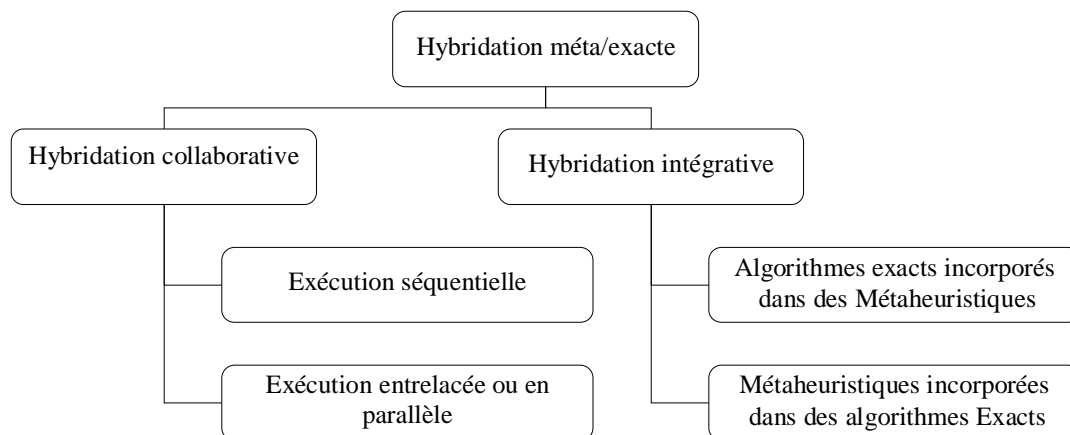 Hybridation méta/exacte
Hybridation collaborative
Hybridation intégrative
Exécution séquentielle
Algorithmes exacts incorporés
dans des Métaheuristiques
Exécution entrelacée ou en
parallèle
Métaheuristiques incorporées
dans des algorithmes Exacts